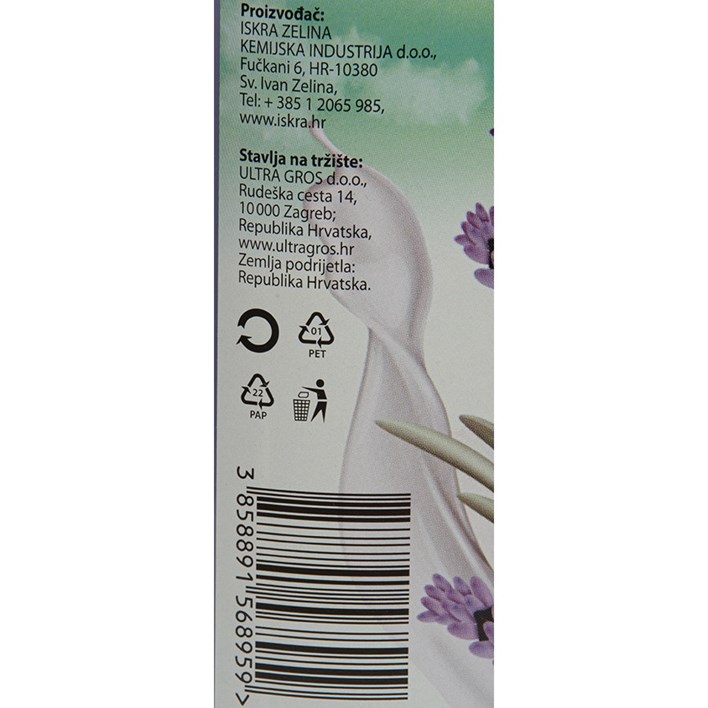 Proizvođač:
ISKRA ZELINA
KEMIJSKA INDUSTRIJA d.o.o.,
Fučkani 6, HR-10380
Sv. Ivan Zelina,
Tel: + 385 1 2065 985,
www.iskra.hr
Stavlja na tržište:
ULTRA GROS d.o.o.,
Rudeška cesta 14,
10 000 Zagreb;
Republika Hrvatska,
www.ultragros.hr
Zemlja podrijetla:
Republika Hrvatska.
01
PET
22
PAP
3 858891 568959 >